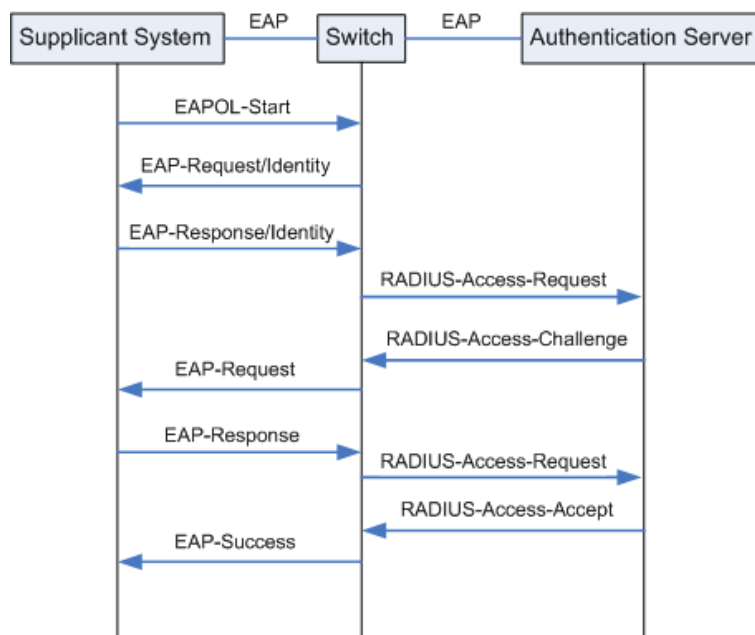 EAP
EAP
Supplicant System
Switch
Authentication Server
EAPOL-Start
EAP-Request/Identity
EAP-Response/Identity
RADIUS-Access-Request
RADIUS-Access-Challenge
EAP-Request
EAP-Response
RADIUS-Access-Request
RADIUS-Access-Accept
EAP-Success